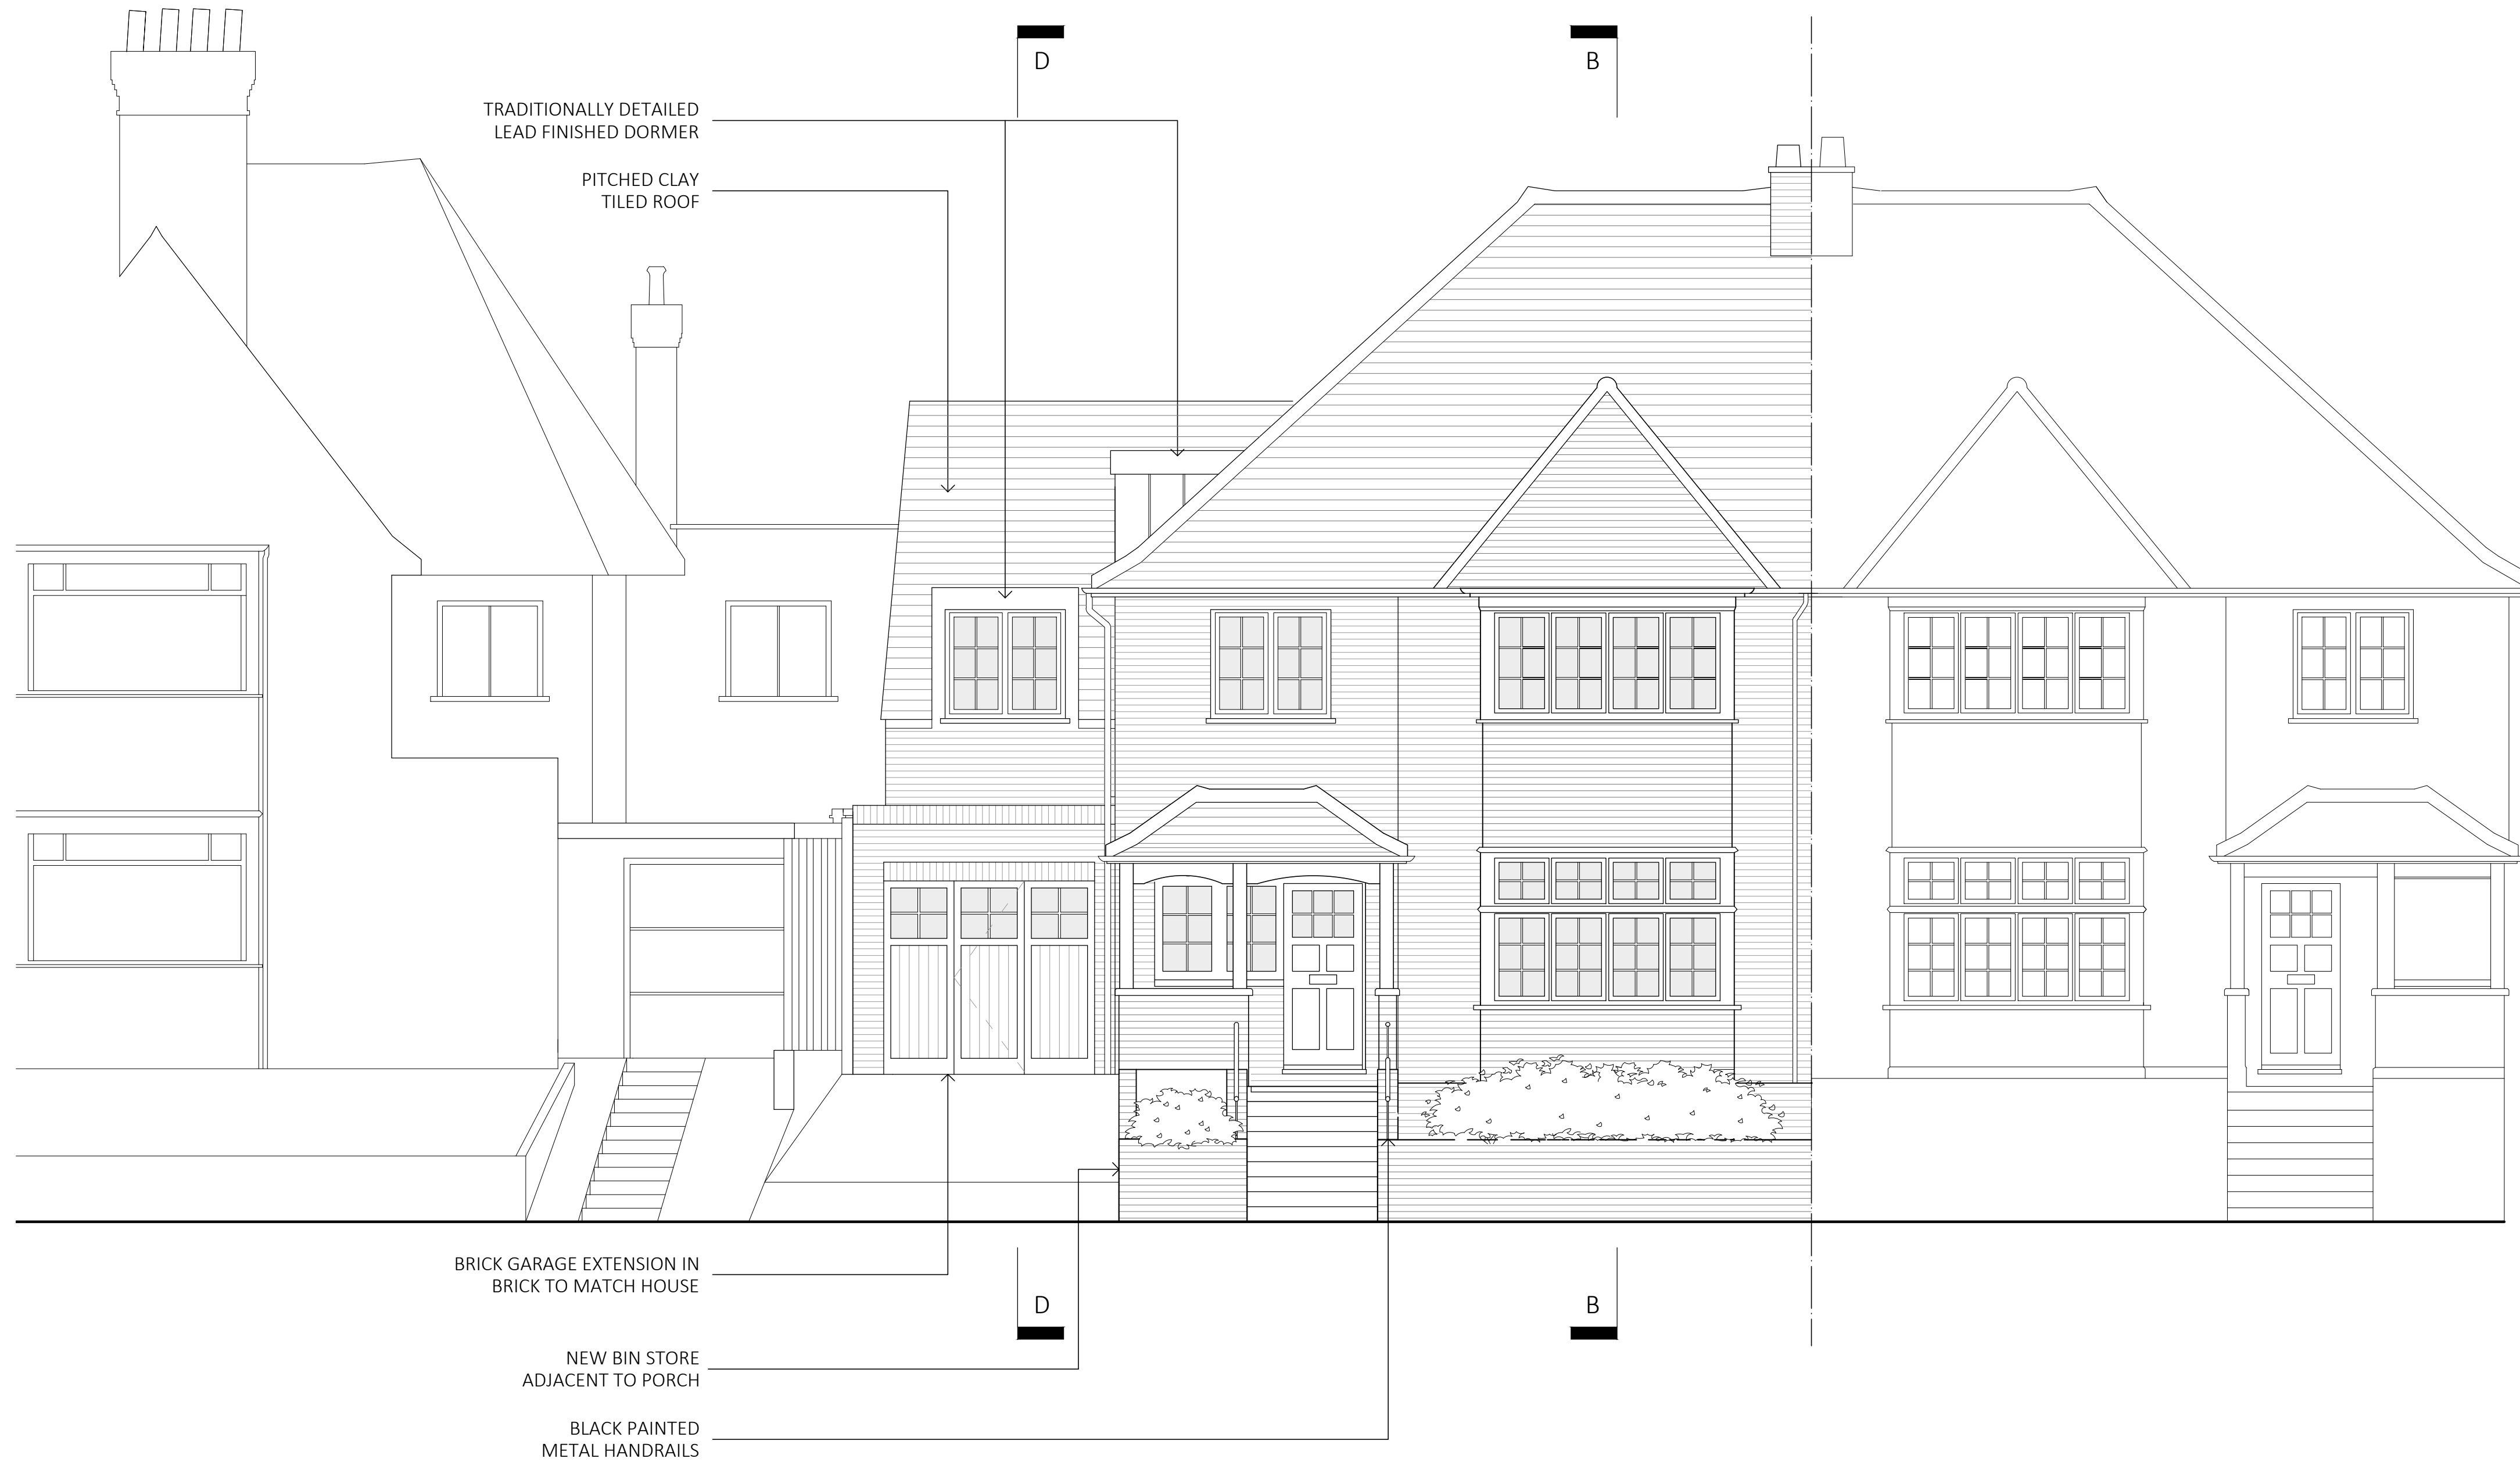 D
B
TRADITIONALLY DETAILED
LEAD FINISHED DORMER
PITCHED CLAY
TILED ROOF
BRICK GARAGE EXTENSION IN
BRICK TO MATCH HOUSE
D
B
NEW BIN STORE
ADJACENT TO PORCH
BLACK PAINTED
METAL HANDRAILS